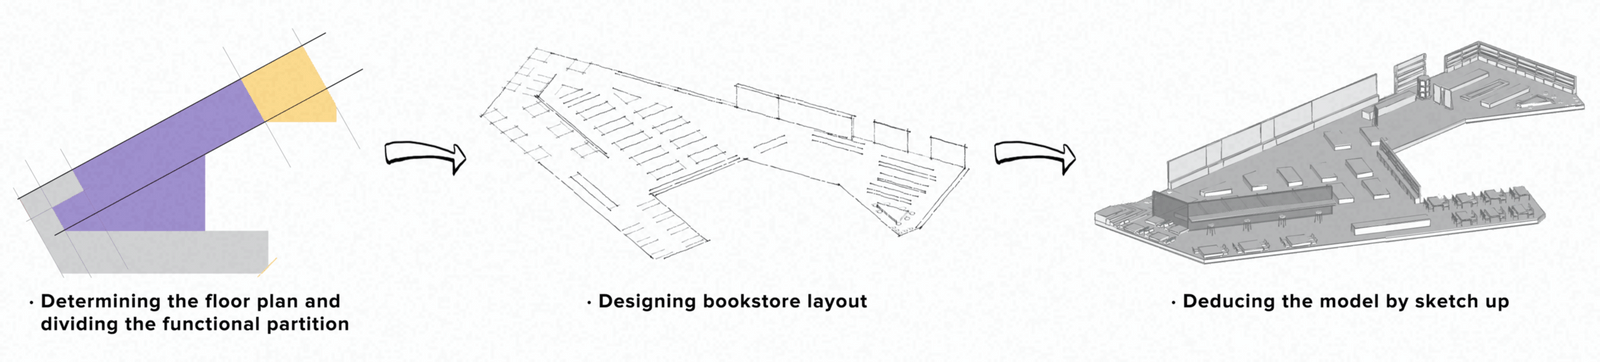 · Determining the floor plan and
dividing the functional partition
· Designing bookstore layout
· Deducing the model by sketch up